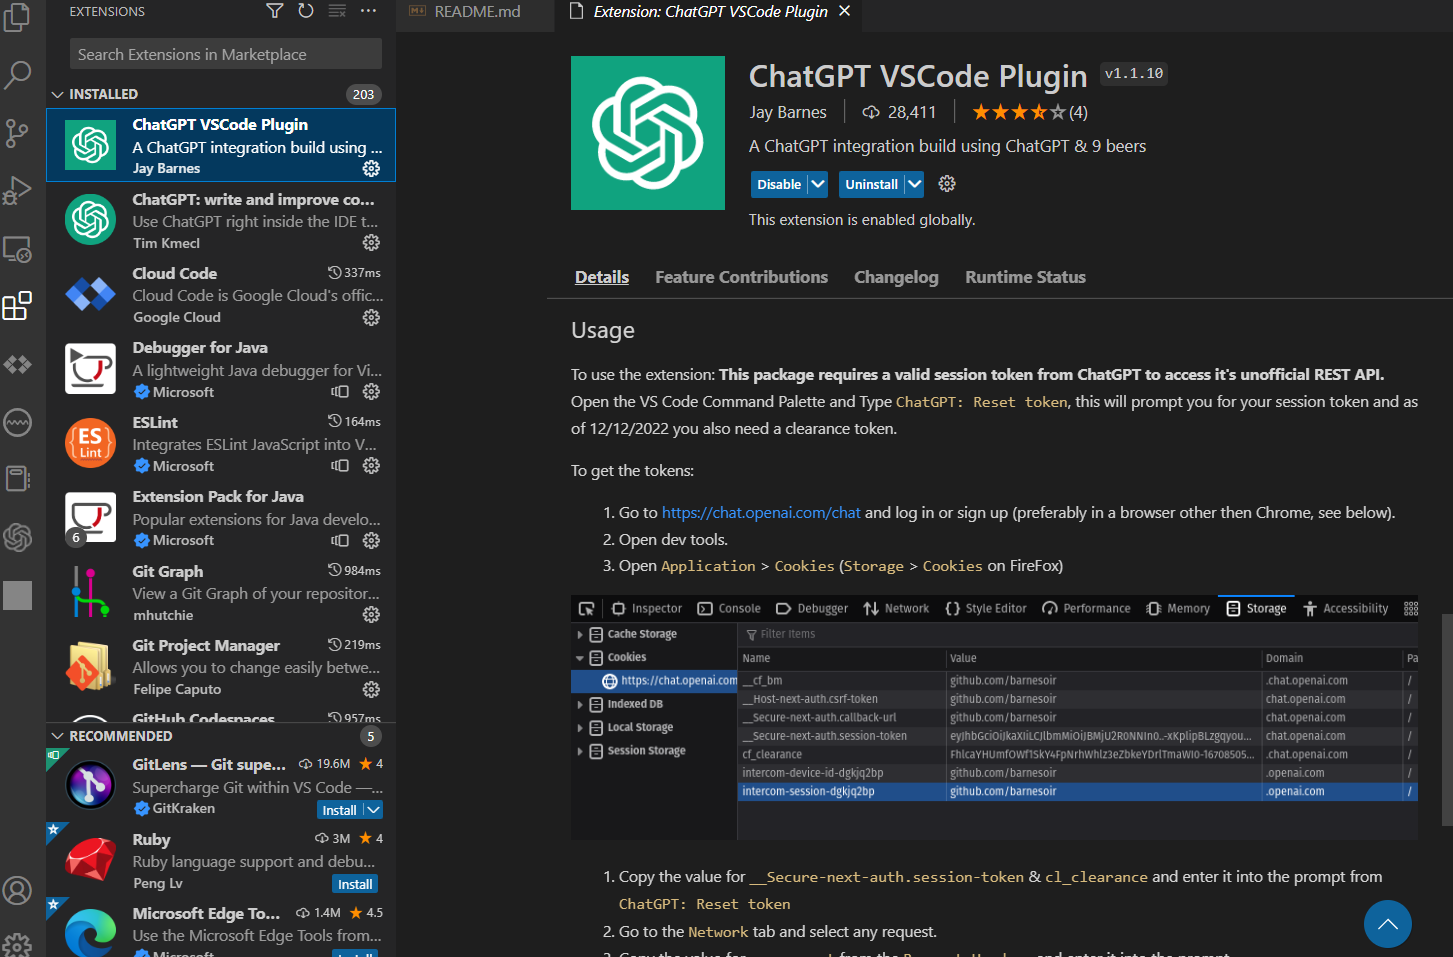 EXTENSIONS
Search Extensions in Marketplace
INSTALLED 203
ChatGPT VSCode Plugin
A ChatGPT integration build using ...
Jay Barnes
ChatGPT: write and improve co...
Use ChatGPT right inside the IDE t...
Tim Kmecl
Cloud Code 337ms
Cloud Code is Google Cloud's offic...
Google Cloud
Debugger for Java
A lightweight Java debugger for Vi...
Microsoft
ES
Lint
ESLint 164ms
Integrates ESLint JavaScript into V...
Microsoft
Extension Pack for Java
Popular extensions for Java develo...
6
Microsoft
Git Graph 984ms
View a Git Graph of your repositor...
mhutchie
Git Project Manager 219ms
Allows you to change easily betwe...
Felipe Caputo
GitHub Codespaces 957ms
RECOMMENDED 5
GitLens — Git supe... 19.6M 4
Supercharge Git within VS Code —...
GitKraken Install
Ruby 3M 4
Ruby language support and debu...
Peng Lv Install
Microsoft Edge To... 1.4M 4.5
Use the Microsoft Edge Tools from...
Microsoft Install
README.md
Extension: ChatGPT VSCode Plugin
ChatGPT VSCode Plugin v1.1.10
Jay Barnes 28,411 (4)
A ChatGPT integration build using ChatGPT & 9 beers
Disable Uninstall
This extension is enabled globally.
Details Feature Contributions Changelog Runtime Status
Usage
To use the extension: This package requires a valid session token from ChatGPT to access it's unofficial REST API.
Open the VS Code Command Palette and Type ChatGPT: Reset token, this will prompt you for your session token and as
of 12/12/2022 you also need a clearance token.
To get the tokens:
1. Go to https://chat.openai.com/chat and log in or sign up (preferably in a browser other then Chrome, see below).
2. Open dev tools.
3. Open Application > Cookies (Storage > Cookies on FireFox)
Inspector Console Debugger Network Style Editor Performance Memory Storage Accessibility
Cache Storage
Cookies
https://chat.openai.com
Indexed DB
Local Storage
Session Storage
Filter Items
Name Value Domain Pa
__cf_bm github.com/barnesoir .chat.openai.com /
__Host-next-auth.csrf-token github.com/barnesoir chat.openai.com /
__Secure-next-auth.callback-url github.com/barnesoir chat.openai.com /
__Secure-next-auth.session-token chat.openai.com /
cf_clearance .chat.openai.com /
intercom-device-id-dgkjq2bp github.com/barnesoir .openai.com /
intercom-session-dgkjq2bp github.com/barnesoir .openai.com /
1. Copy the value for __Secure-next-auth.session-token & cl_clearance and enter it into the prompt from
ChatGPT: Reset token
2. Go to the Network tab and select any request.